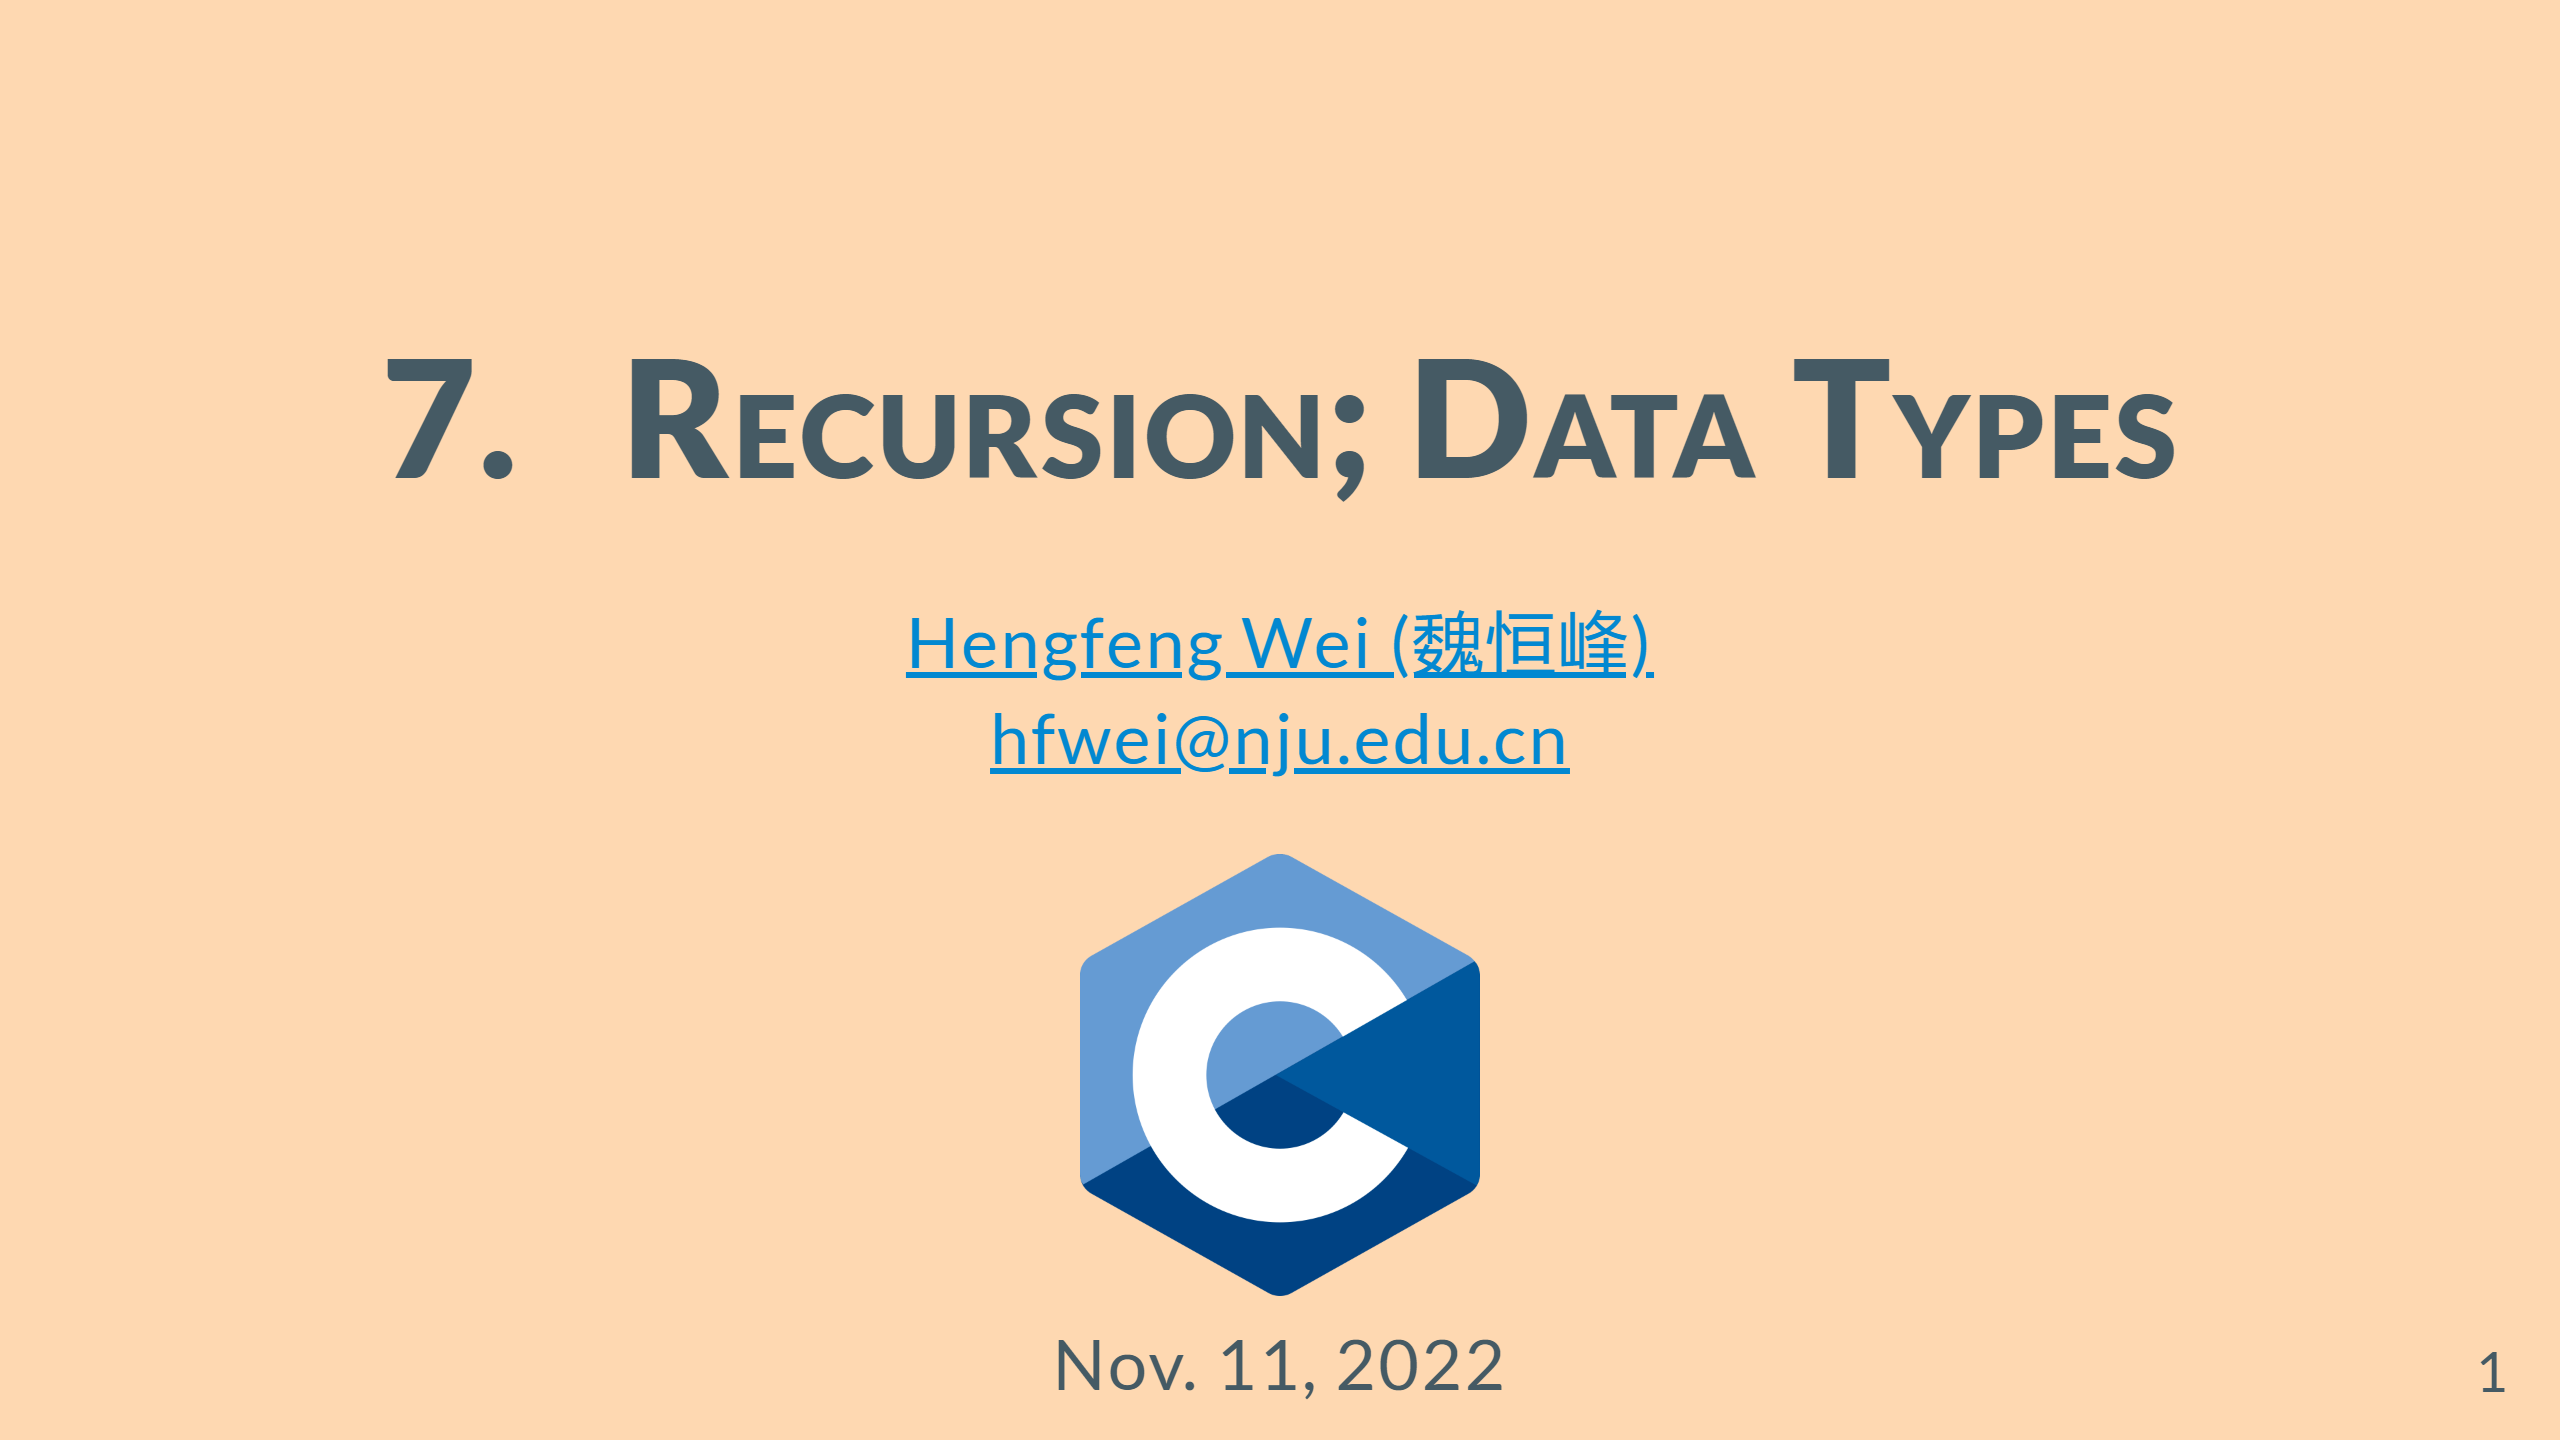 7. Recursion; Data Types
Hengfeng Wei (魏恒峰)
hfwei@nju.edu.cn
C
Nov. 11, 2022
1